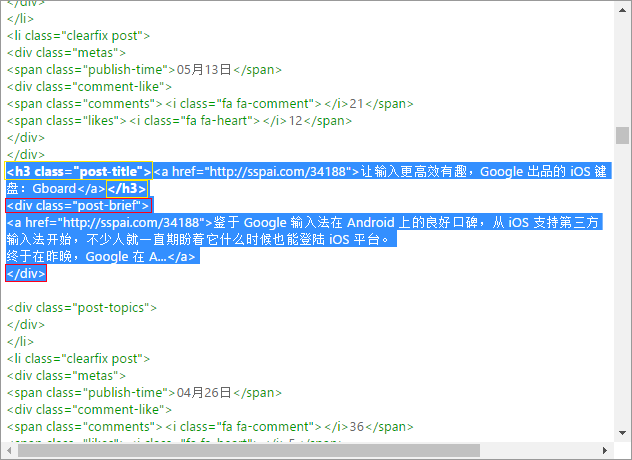 </div>
</li>
<li class="clearfix post">
<div class="metas">
<span class="publish-time">05月13日</span>
<div class="comment-like">
<span class="comments"><i class="fa fa-comment"></i>21</span>
<span class="likes"><i class="fa fa-heart"></i>12</span>
</div>
</div>
<h3 class="post-title"><a href="http://sspai.com/34188">让输入更高效有趣，Google 出品的 iOS 键
盘：Gboard</a></h3>
<div class="post-brief">
<a href="http://sspai.com/34188">鉴于 Google 输入法在 Android 上的良好口碑，从 iOS 支持第三方
输入法开始，不少人就一直期盼着它什么时候也能登陆 iOS 平台。
终于在昨晚，Google 在 A...</a>
</div>
<div class="post-topics">
</div>
</li>
<li class="clearfix post">
<div class="metas">
<span class="publish-time">04月26日</span>
<div class="comment-like">
<span class="comments"><i class="fa fa-comment"></i>36</span>
<span class="likes"><i class="fa fa-heart"></i>5</span>